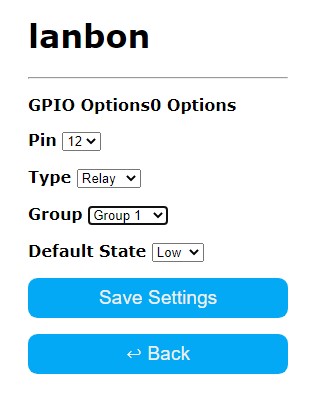 lanbon
GPIO Options0 Options
Pin 12
Type Relay
Group Group 1
Default State Low
Save Settings
↩ Back